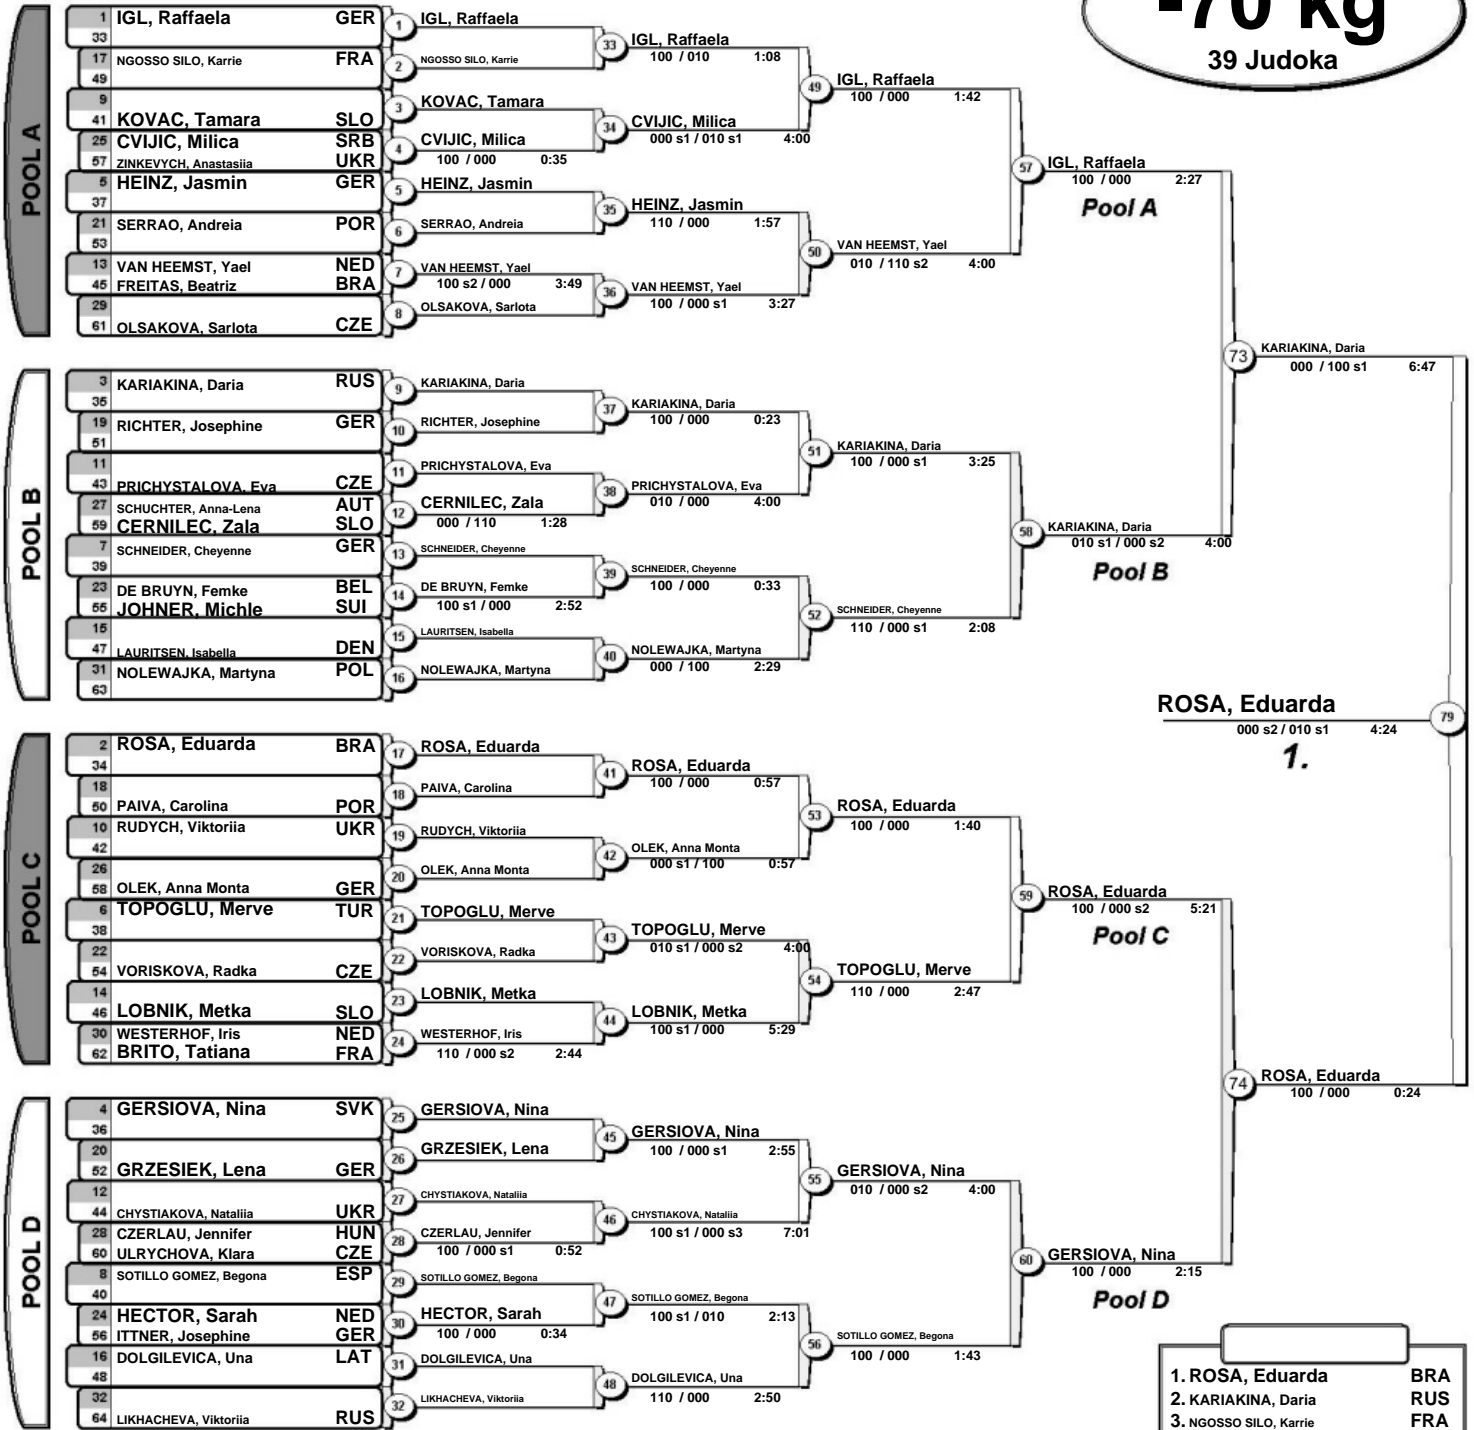 -70 kg
39 Judoka
POOL A
1 IGL, Raffaela GER
33
17 NGOSSO SILO, Karrie FRA
49
9
41 KOVAC, Tamara SLO
25 CVIJIC, Milica SRB
57 ZINKEVYCH, Anastasiia UKR
5 HEINZ, Jasmin GER
37
21 SERRAO, Andreia POR
53
13 VAN HEEMST, Yael NED
45 FREITAS, Beatriz BRA
29
61 OLSAKOVA, Sarlota CZE
1 IGL, Raffaela
2 NGOSSO SILO, Karrie
3 KOVAC, Tamara
4 CVIJIC, Milica
100 / 000 0:35
5 HEINZ, Jasmin
6 SERRAO, Andreia
7 VAN HEEMST, Yael
100 s2 / 000 3:49
8 OLSAKOVA, Sarlota
33 IGL, Raffaela
100 / 010 1:08
34 CVIJIC, Milica
000 s1 / 010 s1 4:00
35 HEINZ, Jasmin
110 / 000 1:57
36 VAN HEEMST, Yael
100 / 000 s1 3:27
49 IGL, Raffaela
100 / 000 1:42
50 VAN HEEMST, Yael
010 / 110 s2 4:00
57 IGL, Raffaela
100 / 000 2:27
Pool A
POOL B
3 KARIAKINA, Daria RUS
35
19 RICHTER, Josephine GER
51
11
43 PRICHYSTALOVA, Eva CZE
27 SCHUCHTER, Anna-Lena AUT
59 CERNILEC, Zala SLO
7 SCHNEIDER, Cheyenne GER
39
23 DE BRUYN, Femke BEL
55 JOHNER, Michle SUI
15
47 LAURITSEN, Isabella DEN
31 NOLEWAJKA, Martyna POL
63
9 KARIAKINA, Daria
10 RICHTER, Josephine
11 PRICHYSTALOVA, Eva
12 CERNILEC, Zala
000 / 110 1:28
13 SCHNEIDER, Cheyenne
14 DE BRUYN, Femke
100 s1 / 000 2:52
15 LAURITSEN, Isabella
16 NOLEWAJKA, Martyna
37 KARIAKINA, Daria
100 / 000 0:23
38 PRICHYSTALOVA, Eva
010 / 000 4:00
39 SCHNEIDER, Cheyenne
100 / 000 0:33
40 NOLEWAJKA, Martyna
000 / 100 2:29
51 KARIAKINA, Daria
100 / 000 s1 3:25
52 SCHNEIDER, Cheyenne
110 / 000 s1 2:08
58 KARIAKINA, Daria
010 s1 / 000 s2 4:00
Pool B
73 KARIAKINA, Daria
000 / 100 s1 6:47
ROSA, Eduarda 79
000 s2 / 010 s1 4:24
1.
POOL C
2 ROSA, Eduarda BRA
34
18
50 PAIVA, Carolina POR
10 RUDYCH, Viktoriia UKR
42
26
58 OLEK, Anna Monta GER
6 TOPOGLU, Merve TUR
38
22
54 VORISKOVA, Radka CZE
14
46 LOBNIK, Metka SLO
30 WESTERHOF, Iris NED
62 BRITO, Tatiana FRA
17 ROSA, Eduarda
18 PAIVA, Carolina
19 RUDYCH, Viktoriia
20 OLEK, Anna Monta
21 TOPOGLU, Merve
22 VORISKOVA, Radka
23 LOBNIK, Metka
24 WESTERHOF, Iris
110 / 000 s2 2:44
41 ROSA, Eduarda
100 / 000 0:57
42 OLEK, Anna Monta
000 s1 / 100 0:57
43 TOPOGLU, Merve
010 s1 / 000 s2 4:00
44 LOBNIK, Metka
100 s1 / 000 5:29
53 ROSA, Eduarda
100 / 000 1:40
54 TOPOGLU, Merve
110 / 000 2:47
59 ROSA, Eduarda
100 / 000 s2 5:21
Pool C
74 ROSA, Eduarda
100 / 000 0:24
POOL D
4 GERSIOVA, Nina SVK
36
20
52 GRZESIEK, Lena GER
12
44 CHYSTIAKOVA, Nataliia UKR
28 CZERLAU, Jennifer HUN
60 ULRYCHOVA, Klara CZE
8 SOTILLO GOMEZ, Begona ESP
40
24 HECTOR, Sarah NED
56 ITTNER, Josephine GER
16 DOLGILEVICA, Una LAT
48
32
64 LIKHACHEVA, Viktoriia RUS
25 GERSIOVA, Nina
26 GRZESIEK, Lena
27 CHYSTIAKOVA, Nataliia
28 CZERLAU, Jennifer
100 / 000 s1 0:52
29 SOTILLO GOMEZ, Begona
30 HECTOR, Sarah
100 / 000 0:34
31 DOLGILEVICA, Una
32 LIKHACHEVA, Viktoriia
45 GERSIOVA, Nina
100 / 000 s1 2:55
46 CHYSTIAKOVA, Nataliia
100 s1 / 000 s3 7:01
47 SOTILLO GOMEZ, Begona
100 s1 / 010 2:13
48 DOLGILEVICA, Una
110 / 000 2:50
55 GERSIOVA, Nina
010 / 000 s2 4:00
56 SOTILLO GOMEZ, Begona
100 / 000 1:43
60 GERSIOVA, Nina
100 / 000 2:15
Pool D
1. ROSA, Eduarda BRA
2. KARIAKINA, Daria RUS
3. NGOSSO SILO, Karrie FRA